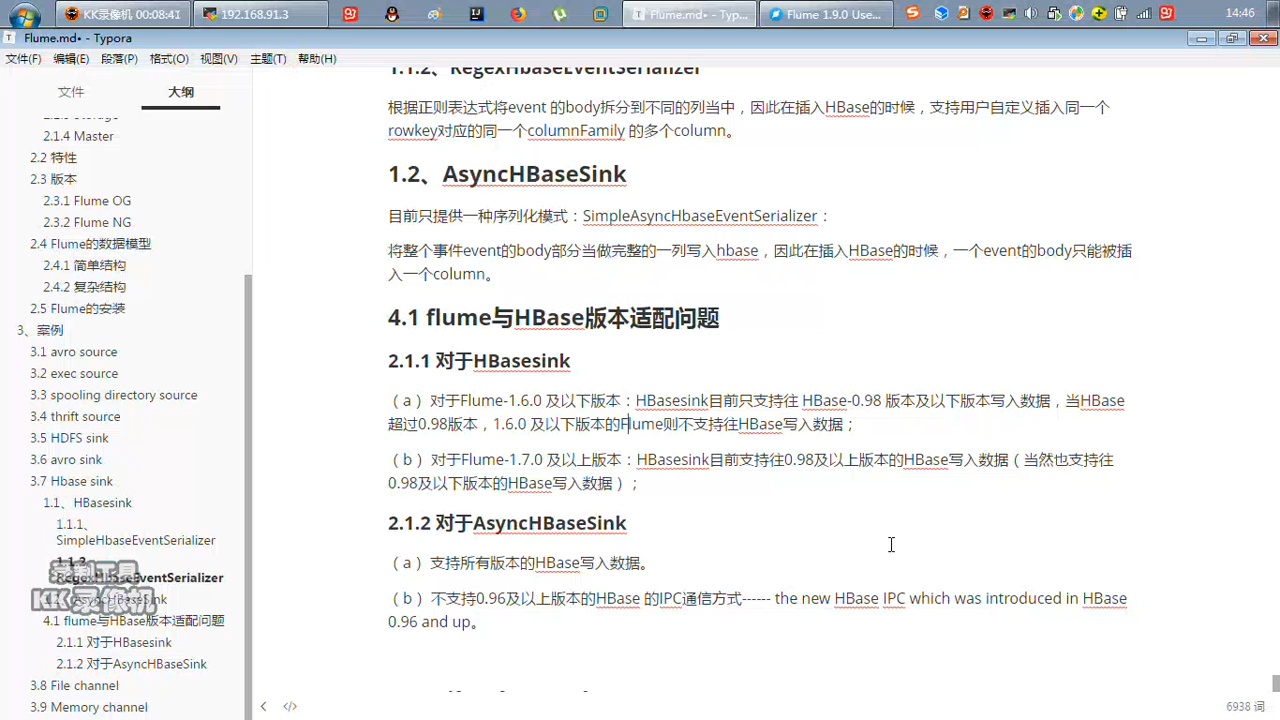 KK录像机 00:08:41
192.168.91.3
Flume.md• - Typ...
Flume 1.9.0 Use...
14:46
Flume.md• - Typora
文件(F) 编辑(E) 段落(P) 格式(O) 视图(V) 主题(T) 帮助(H)
文件 大纲
2.1.4 Master
2.2 特性
2.3 版本
2.3.1 Flume OG
2.3.2 Flume NG
2.4 Flume的数据模型
2.4.1 简单结构
2.4.2 复杂结构
2.5 Flume的安装
3、案例
3.1 avro source
3.2 exec source
3.3 spooling directory source
3.4 thrift source
3.5 HDFS sink
3.6 avro sink
3.7 Hbase sink
1.1、HBasesink
1.1.1、
SimpleHbaseEventSerializer
RegexHbaseEventSerializer
录制工具
KK录像机
4.1 flume与HBase版本适配问题
2.1.1 对于HBasesink
2.1.2 对于AsyncHBaseSink
3.8 File channel
3.9 Memory channel
1.1.2、RegexHbaseEventSerializer
根据正则表达式将event 的body拆分到不同的列当中，因此在插入HBase的时候，支持用户自定义插入同一个
rowkey对应的同一个columnFamily 的多个column。
1.2、AsyncHBaseSink
目前只提供一种序列化模式：SimpleAsyncHbaseEventSerializer：
将整个事件event的body部分当做完整的一列写入hbase，因此在插入HBase的时候，一个event的body只能被插
入一个column。
4.1 flume与HBase版本适配问题
2.1.1 对于HBasesink
（a）对于Flume-1.6.0 及以下版本：HBasesink目前只支持往 HBase-0.98 版本及以下版本写入数据，当HBase
超过0.98版本，1.6.0 及以下版本的Flume则不支持往HBase写入数据；
（b）对于Flume-1.7.0 及以上版本：HBasesink目前支持往0.98及以上版本的HBase写入数据（当然也支持往
0.98及以下版本的HBase写入数据）；
2.1.2 对于AsyncHBaseSink
（a）支持所有版本的HBase写入数据。
（b）不支持0.96及以上版本的HBase 的IPC通信方式------ the new HBase IPC which was introduced in HBase
0.96 and up。
6938 词